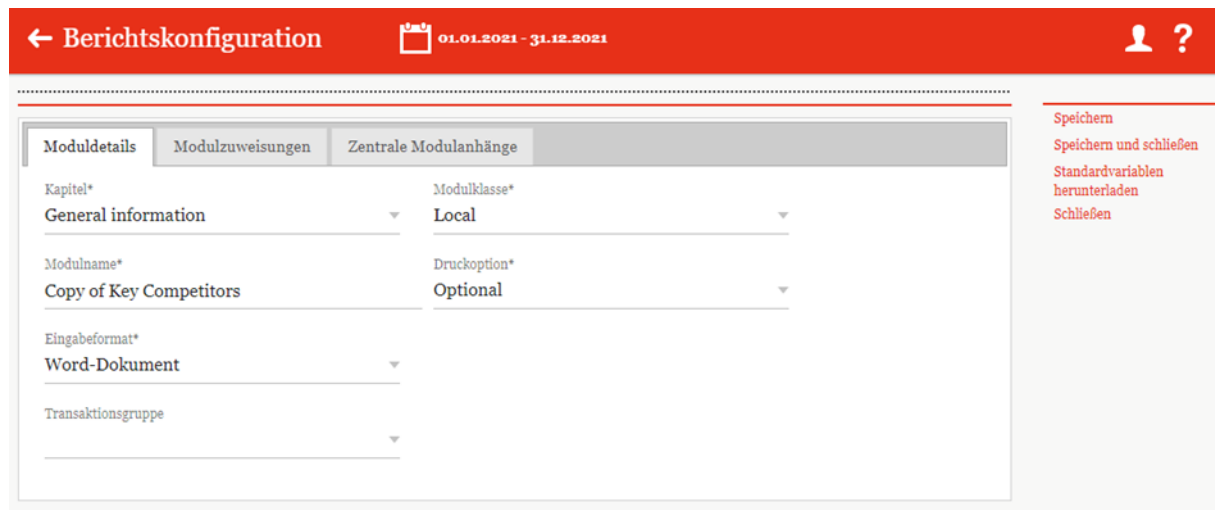 Berichtskonfiguration
01.01.2021 - 31.12.2021
?
Moduldetails
Modulzuweisungen
Zentrale Modulanhänge
Kapitel*
General information
Modulklasse*
Local
Modulname*
Copy of Key Competitors
Druckoption*
Optional
Eingabeformat*
Word-Dokument
Transaktionsgruppe
Speichern
Speichern und schließen
Standardvariablen
herunterladen
Schließen